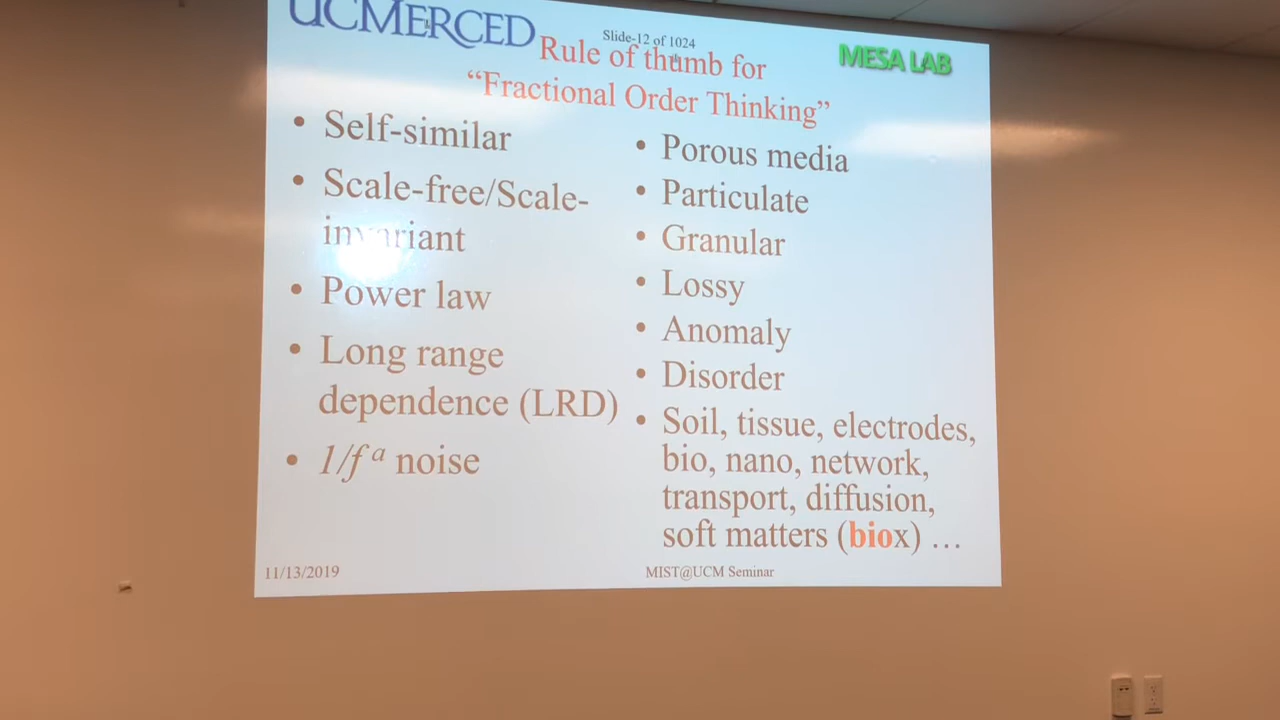 UCMERCED
Slide-12 of 1024
MESA LAB
Rule of thumb for
“Fractional Order Thinking”
• Self-similar
• Scale-free/Scale-
invariant
• Power law
• Long range
dependence (LRD)
• 1/fᵃ noise
• Porous media
• Particulate
• Granular
• Lossy
• Anomaly
• Disorder
• Soil, tissue, electrodes,
bio, nano, network,
transport, diffusion,
soft matters (biox) …
11/13/2019
MIST@UCM Seminar